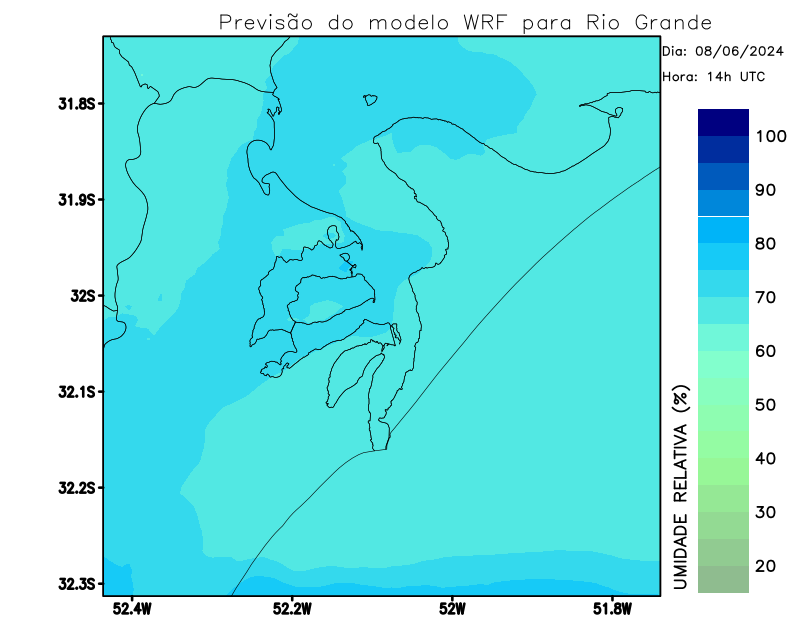 Previsão do modelo WRF para Rio Grande
Dia: 08/06/2024
Hora: 14h UTC
31.8S
31.9S
32S
32.1S
32.2S
32.3S
52.4W
52.2W
52W
51.8W
100
90
80
70
60
50
40
30
20
UMIDADE RELATIVA (%)